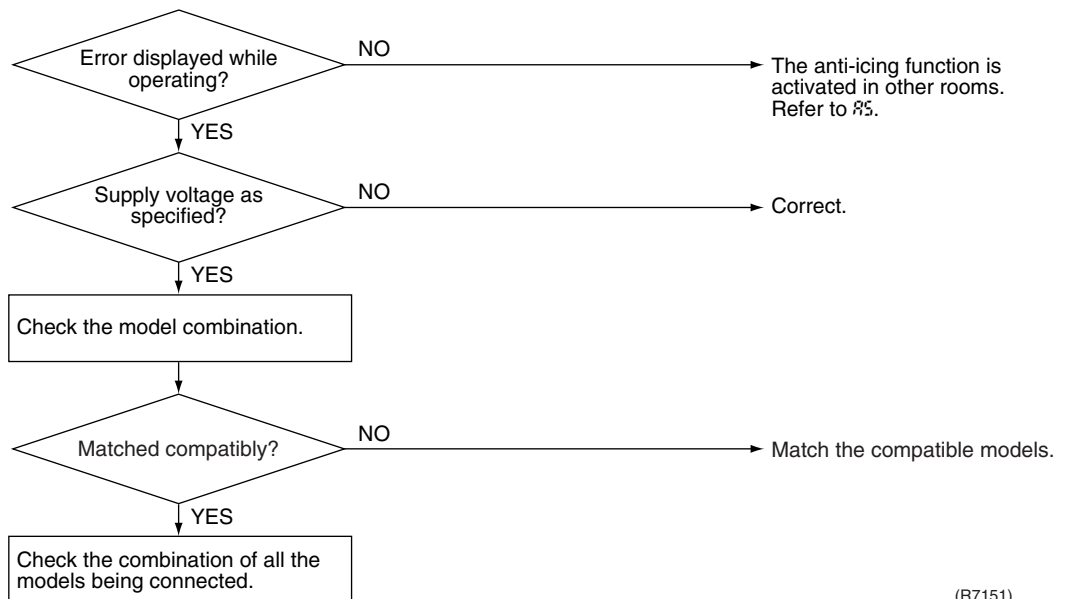 Error displayed while
operating?
NO
The anti-icing function is
activated in other rooms.
Refer to A5.
YES
Supply voltage as
specified?
NO
Correct.
YES
Check the model combination.
Matched compatibly?
NO
Match the compatible models.
YES
Check the combination of all the
models being connected.
(R7151)